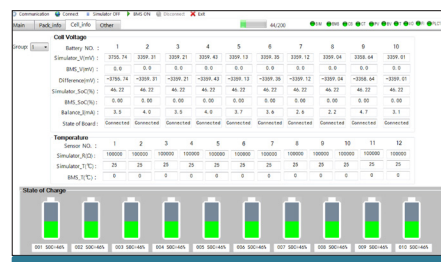 Communication Connect Simulator OFF BMS ON Disconnect Exit
Main Pack_info Cell_info Other 44/200
Group: 1
Cell Voltage
Battery NO. : 1 2 3 4 5 6 7 8 9 10
Simulator_V(mV) : 3755.74 3359.31 3359.21 3359.43 3359.13 3359.35 3359.12 3359.04 3358.64 3359.01
BMS_V(mV) : 0.0 0.0 0.0 0.0 0.0 0.0 0.0 0.0 0.0 0.0
Difference(mV) : -3755.74 -3359.31 -3359.21 -3359.43 -3359.13 -3359.35 -3359.12 -3359.04 -3358.64 -3359.01
Simulator_SoC(%) : 46.22 46.22 46.22 46.22 46.22 46.22 46.22 46.22 46.22 46.22
BMS_SoC(%) : 0.00 0.00 0.00 0.00 0.00 0.00 0.00 0.00 0.00 0.00
Balance_I(mA) : 3.5 4.0 3.5 4.0 3.7 3.6 2.6 2.2 4.7 3.1
State of Board : Connected Connected Connected Connected Connected Connected Connected Connected Connected Connected
Temperature
Sensor NO. : 1 2 3 4 5 6 7 8 9 10 11 12
Simulator_R(Ω) : 100000 100000 100000 100000 100000 100000 100000 100000 100000 100000 100000 100000
Simulator_T(℃) : 25 25 25 25 25 25 25 25 25 25 25 25
BMS_T(℃) : 0 0 0 0 0 0 0 0 0 0 0 0
State of Charge
001 SOC=46% 002 SOC=46% 003 SOC=46% 004 SOC=46% 005 SOC=46% 006 SOC=46% 007 SOC=46% 008 SOC=46% 009 SOC=46% 010 SOC=46%